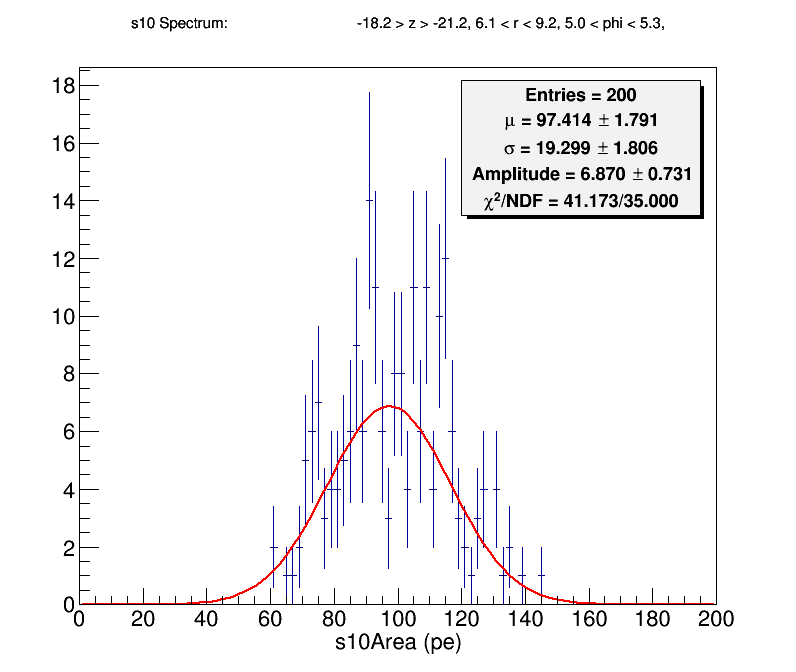 s10 Spectrum: -18.2 > z > -21.2, 6.1 < r < 9.2, 5.0 < phi < 5.3,
Entries = 200
μ = 97.414 ± 1.791
σ = 19.299 ± 1.806
Amplitude = 6.870 ± 0.731
χ²/NDF = 41.173/35.000
18
16
14
12
10
8
6
4
2
0
0 20 40 60 80 100 120 140 160 180 200
s10Area (pe)